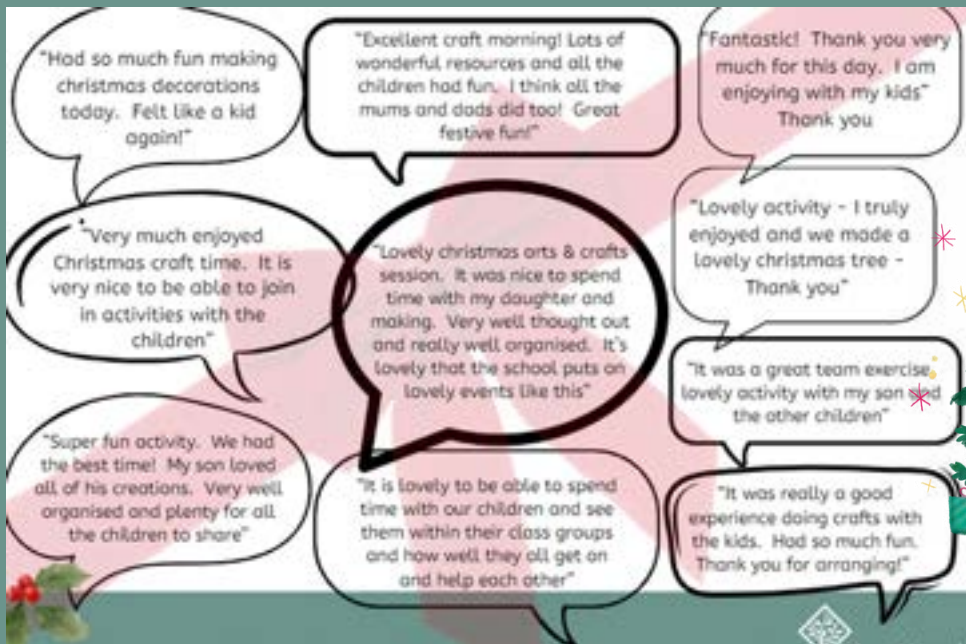 "Had so much fun making
christmas decorations
today. Felt like a kid
again!"
"Excellent craft morning! Lots of
wonderful resources and all the
children had fun. I think all the
mums and dads did too! Great
festive fun!"
"Fantastic! Thank you very
much for this day. I am
enjoying with my kids"
Thank you
"Very much enjoyed
Christmas craft time. It is
very nice to be able to join
in activities with the
children"
"Lovely christmas arts & crafts
session. It was nice to spend
time with my daughter and
making. Very well thought out
and really well organised. It's
lovely that the school puts on
lovely events like this"
"Lovely activity - I truly
enjoyed and we made a
lovely christmas tree -
Thank you"
"It was a great team exercise,
lovely activity with my son and
the other children"
"Super fun activity. We had
the best time! My son loved
all of his creations. Very well
organised and plenty for all
the children to share"
"It is lovely to be able to spend
time with our children and see
them within their class groups
and how well they all get on
and help each other"
"It was really a good
experience doing crafts with
the kids. Had so much fun.
Thank you for arranging!"